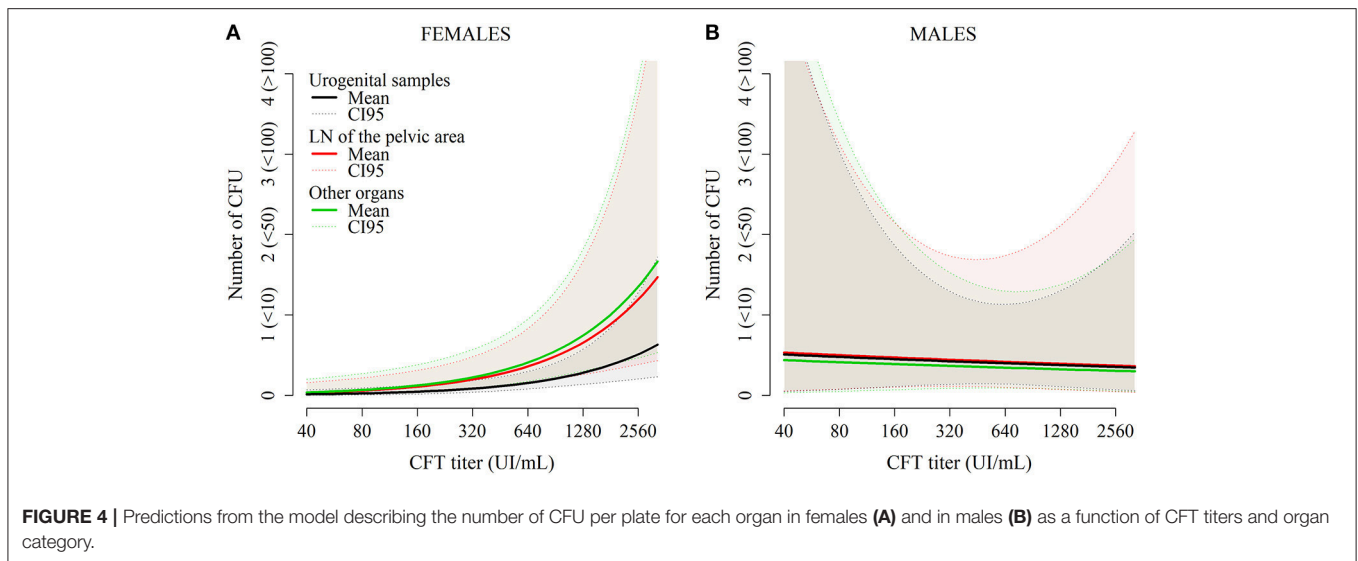 A
FEMALES
Number of CFU
4 (>100)
3 (<100)
2 (<50)
1 (<10)
0
Urogenital samples
Mean
CI95
LN of the pelvic area
Mean
CI95
Other organs
Mean
CI95
40 80 160 320 640 1280 2560
CFT titer (UI/mL)
B
MALES
Number of CFU
4 (>100)
3 (<100)
2 (<50)
1 (<10)
0
40 80 160 320 640 1280 2560
CFT titer (UI/mL)
FIGURE 4 | Predictions from the model describing the number of CFU per plate for each organ in females (A) and in males (B) as a function of CFT titers and organ
category.